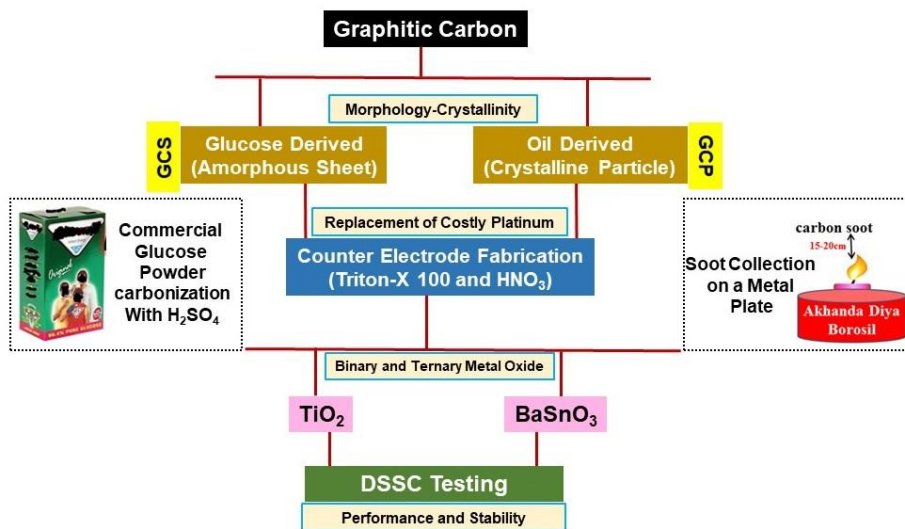 Graphitic Carbon
Morphology-Crystallinity
GCS
Glucose Derived
(Amorphous Sheet)
Oil Derived
(Crystalline Particle)
GCP
Replacement of Costly Platinum
Counter Electrode Fabrication
(Triton-X 100 and HNO₃)
Original
Commercial
Glucose
Powder
carbonization
With H₂SO₄
Soot Collection
on a Metal
Plate
carbon soot
15-20cm
Akhanda Diya
Borosil
Binary and Ternary Metal Oxide
TiO₂
BaSnO₃
DSSC Testing
Performance and Stability